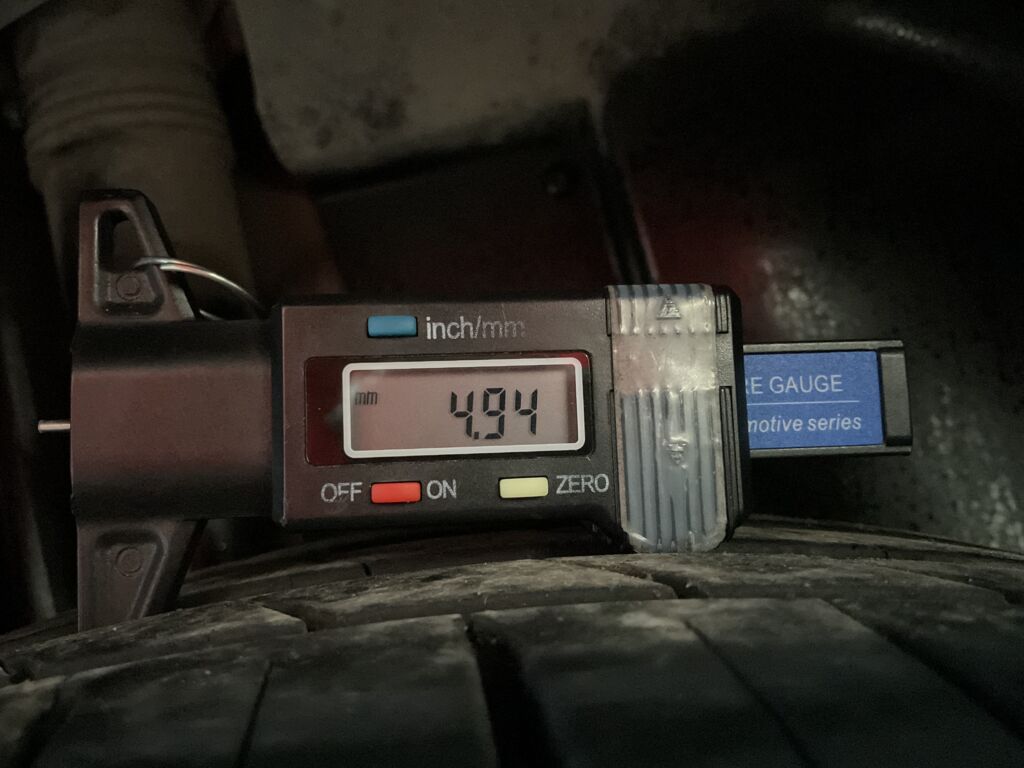 inch/mm
mm
4.94
OFF ON ZERO
RE GAUGE
motive series